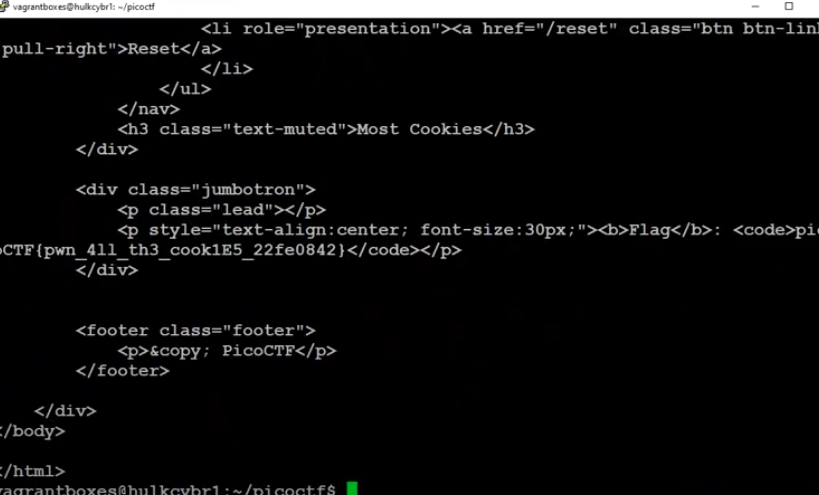 vagrantboxes@hulkcybr1: ~/picoctf
<li role="presentation"><a href="/reset" class="btn btn-lin
pull-right">Reset</a>
</li>
</ul>
</nav>
<h3 class="text-muted">Most Cookies</h3>
</div>
<div class="jumbotron">
<p class="lead"></p>
<p style="text-align:center; font-size:30px;"><b>Flag</b>: <code>pi
oCTF{pwn_4ll_th3_cook1E5_22fe0842}</code></p>
</div>
<footer class="footer">
<p>&copy; PicoCTF</p>
</footer>
</div>
</body>
</html>
vagrantboxes@hulkcybr1:~/picoctf$